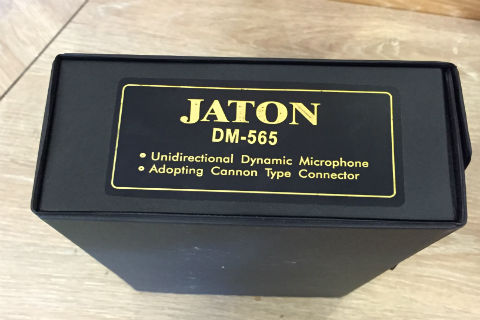 JATON
DM-565
• Unidirectional Dynamic Microphone
• Adopting Cannon Type Connector